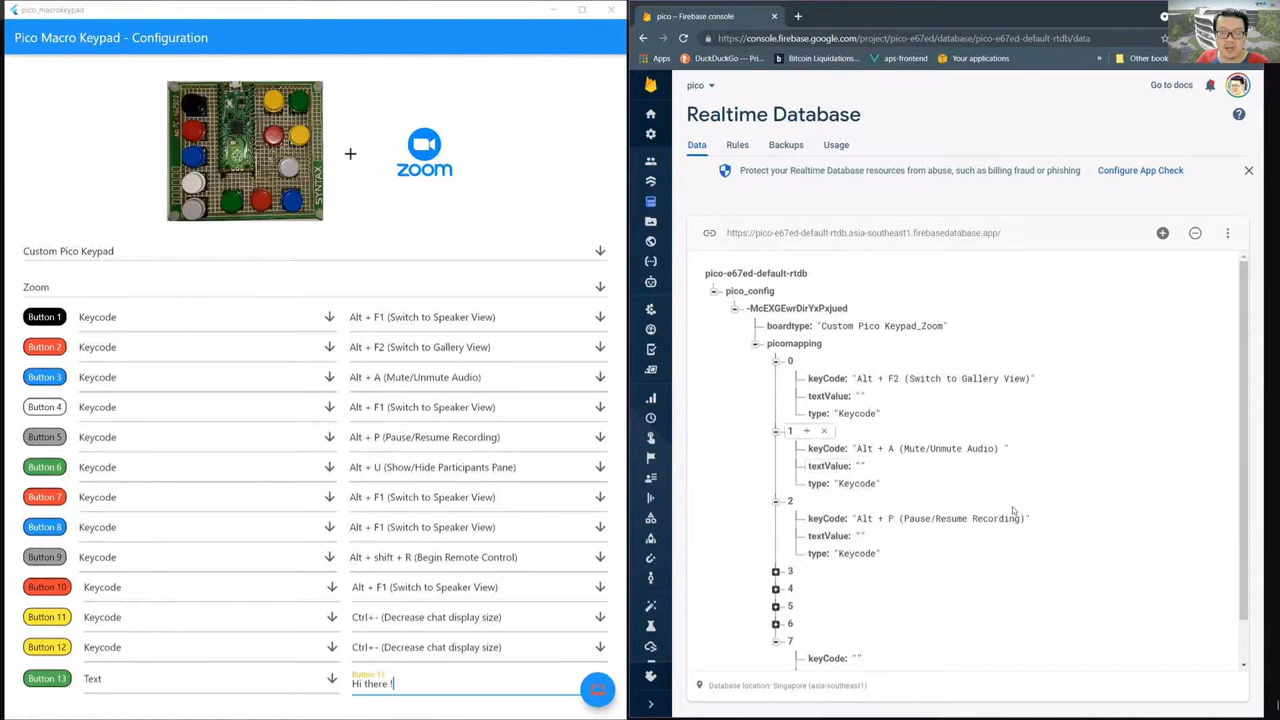 pico_macrokeypad
Pico Macro Keypad - Configuration
SYNTAX
+
zoom
Custom Pico Keypad
Zoom
Button 1 Keycode Alt + F1 (Switch to Speaker View)
Button 2 Keycode Alt + F2 (Switch to Gallery View)
Button 3 Keycode Alt + A (Mute/Unmute Audio)
Button 4 Keycode Alt + F1 (Switch to Speaker View)
Button 5 Keycode Alt + P (Pause/Resume Recording)
Button 6 Keycode Alt + U (Show/Hide Participants Pane)
Button 7 Keycode Alt + F1 (Switch to Speaker View)
Button 8 Keycode Alt + F1 (Switch to Speaker View)
Button 9 Keycode Alt + shift + R (Begin Remote Control)
Button 10 Keycode Alt + F1 (Switch to Speaker View)
Button 11 Keycode Ctrl+- (Decrease chat display size)
Button 12 Keycode Ctrl+- (Decrease chat display size)
Button 13
Button 13 Text Hi there !
pico – Firebase console
https://console.firebase.google.com/project/pico-e67ed/database/pico-e67ed-default-rtdb/data
Apps DuckDuckGo — Pri... Bitcoin Liquidations... aps-frontend Your applications » Other book
pico Go to docs
Realtime Database
Data Rules Backups Usage
Protect your Realtime Database resources from abuse, such as billing fraud or phishing Configure App Check
https://pico-e67ed-default-rtdb.asia-southeast1.firebasedatabase.app/
pico-e67ed-default-rtdb
pico_config
-McEXGEwrDirYxPxjued
boardtype: "Custom Pico Keypad_Zoom"
picomapping
0
keyCode: "Alt + F2 (Switch to Gallery View)"
textValue: ""
type: "Keycode"
1
keyCode: "Alt + A (Mute/Unmute Audio) "
textValue: ""
type: "Keycode"
2
keyCode: "Alt + P (Pause/Resume Recording)"
textValue: ""
type: "Keycode"
3
4
5
6
7
keyCode: ""
Database location: Singapore (asia-southeast1)